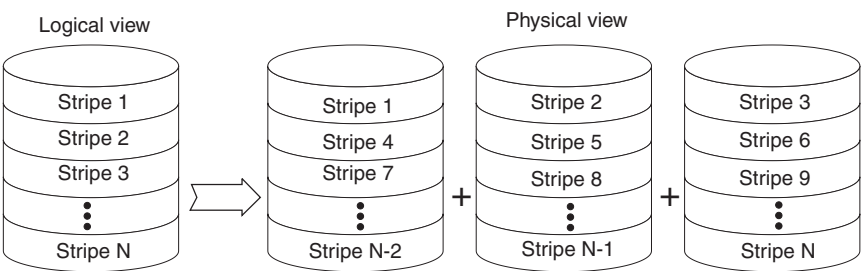 Logical view
Physical view
Stripe 1
Stripe 2
Stripe 3
Stripe N
Stripe 1
Stripe 4
Stripe 7
Stripe N-2
+
Stripe 2
Stripe 5
Stripe 8
Stripe N-1
+
Stripe 3
Stripe 6
Stripe 9
Stripe N